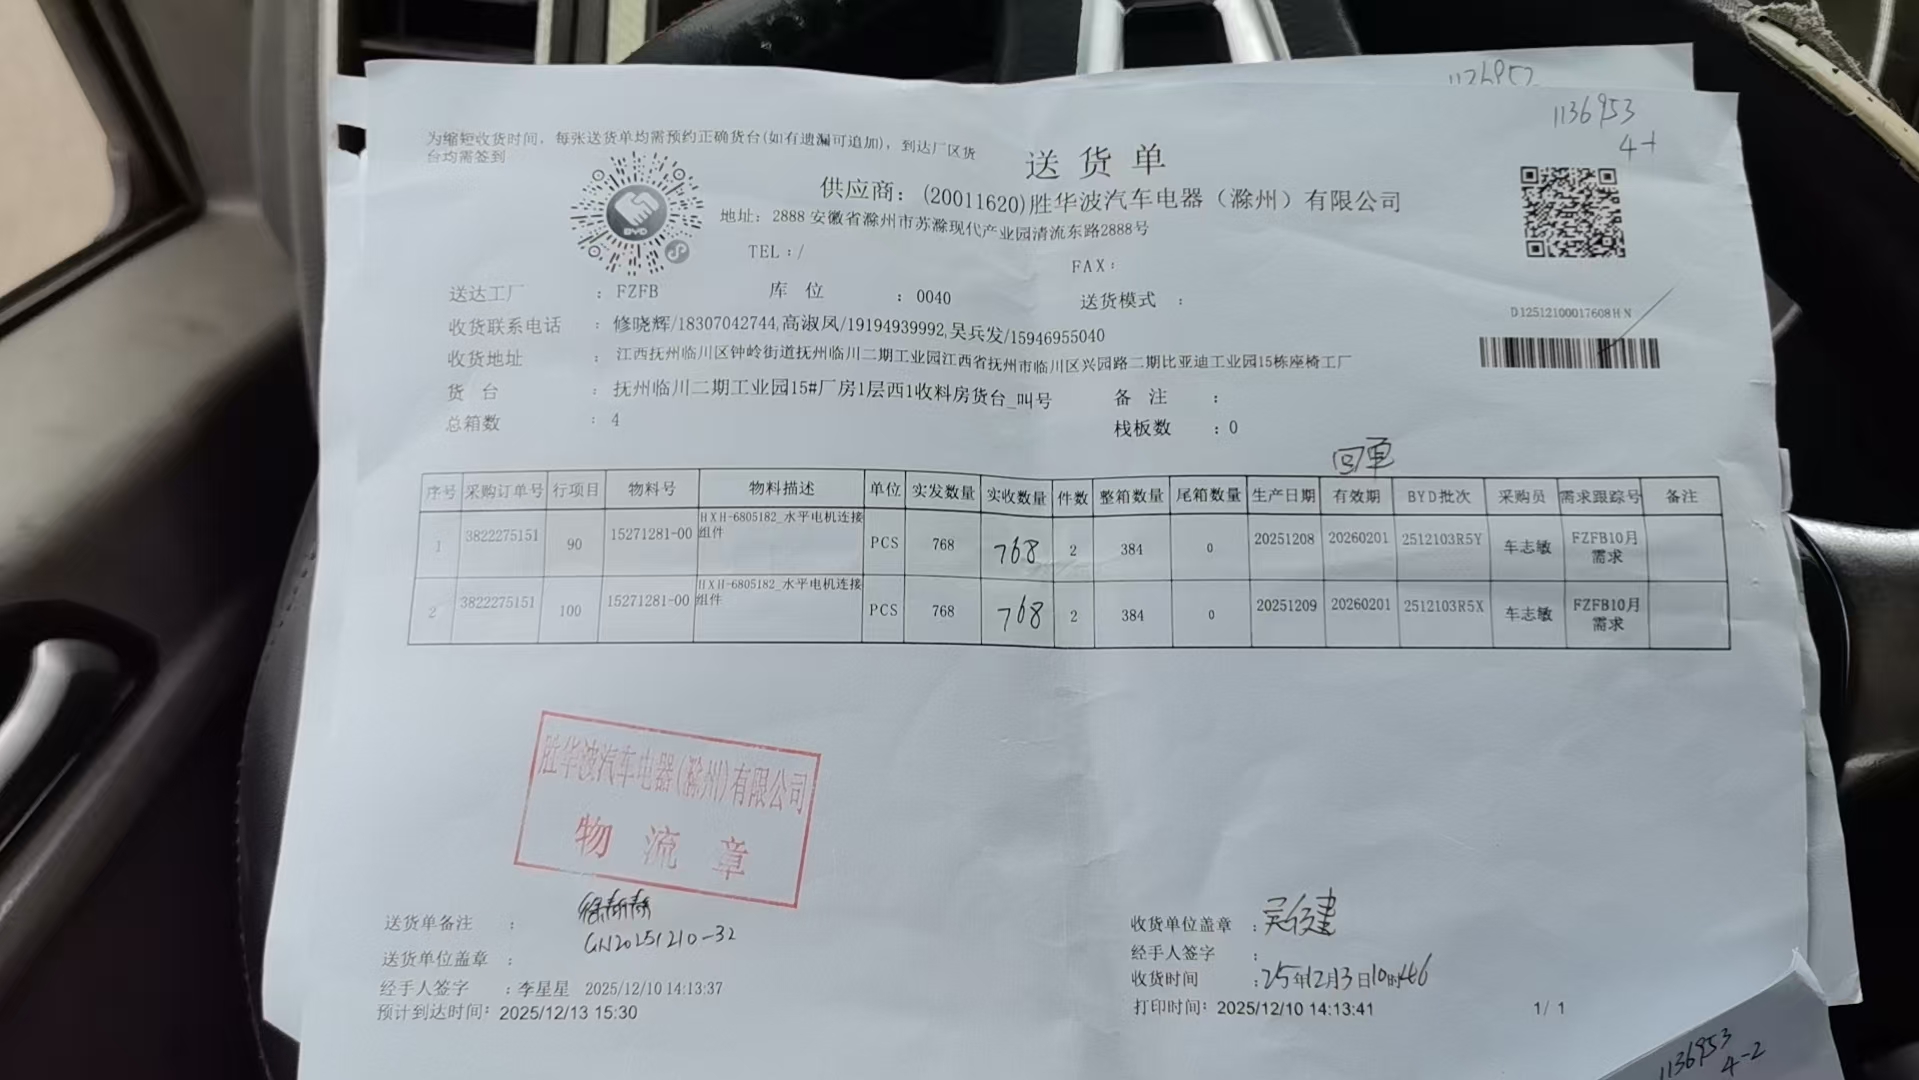 1136953
1136953
4-1
为缩短收货时间，每张送货单均需预约正确货台(如有遗漏可追加)，到达厂区货
台均需签到
BYD
送货单
供应商：(20011620)胜华波汽车电器（滁州）有限公司
地址：2888 安徽省滁州市苏滁现代产业园清流东路2888号
TEL：/
FAX：
送达工厂 ：FZFB 库 位 ：0040 送货模式 ：
D12512100017608HN
收货联系电话 ：修晓辉/18307042744,高淑凤/19194939992,吴兵发/15946955040
收货地址 ：江西抚州临川区钟岭街道抚州临川二期工业园江西省抚州市临川区兴园路二期比亚迪工业园15栋座椅工厂
货 台 ：抚州临川二期工业园15#厂房1层西1收料房货台_叫号 备 注 ：
总箱数 ：4 栈板数 ：0
回单
序号 采购订单号 行项目 物料号 物料描述 单位 实发数量 实收数量 件数 整箱数量 尾箱数量 生产日期 有效期 BYD批次 采购员 需求跟踪号 备注
1 3822275151 90 15271281-00 HXH-6805182_水平电机连接组件 PCS 768 768 2 384 0 20251208 20260201 2512103R5Y 车志敏 FZFB10月需求
2 3822275151 100 15271281-00 HXH-6805182_水平电机连接组件 PCS 768 768 2 384 0 20251209 20260201 2512103R5X 车志敏 FZFB10月需求
胜华波汽车电器(滁州)有限公司
物流章
送货单备注 ：
GN20251210-32
送货单位盖章 ：
经手人签字 ：李星星 2025/12/10 14:13:37
预计到达时间：2025/12/13 15:30
收货单位盖章 ：
经手人签字 ：
收货时间 ：25年12月13日10时46
打印时间：2025/12/10 14:13:41 1/ 1
1136953
4-2